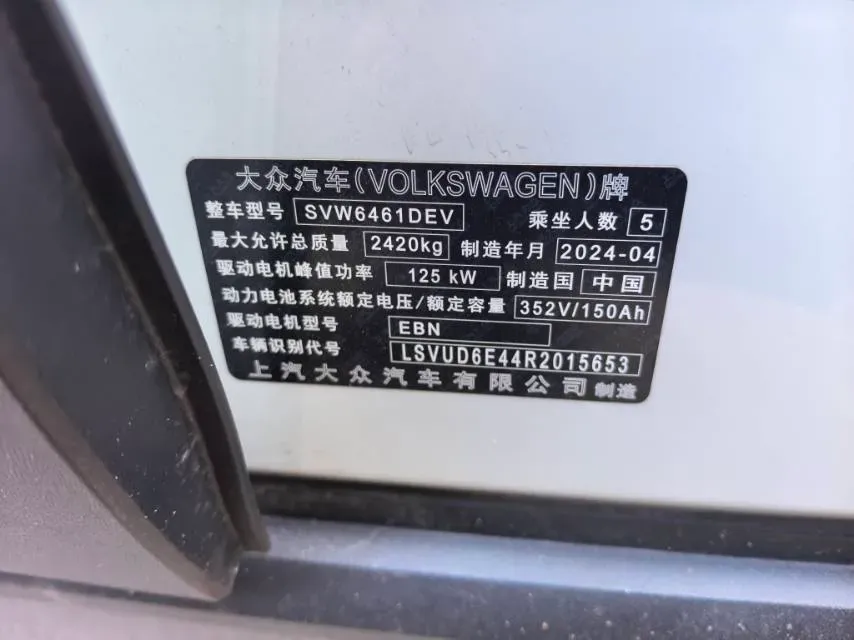 大众汽车(VOLKSWAGEN)牌
整车型号 SVW6461DEV 乘坐人数 5
最大允许总质量 2420kg 制造年月 2024-04
驱动电机峰值功率 125 kW 制造国 中国
动力电池系统额定电压/额定容量 352V/150Ah
驱动电机型号 EBN
车辆识别代号 LSVUD6E44R2015653
上汽大众汽车有限公司 制造